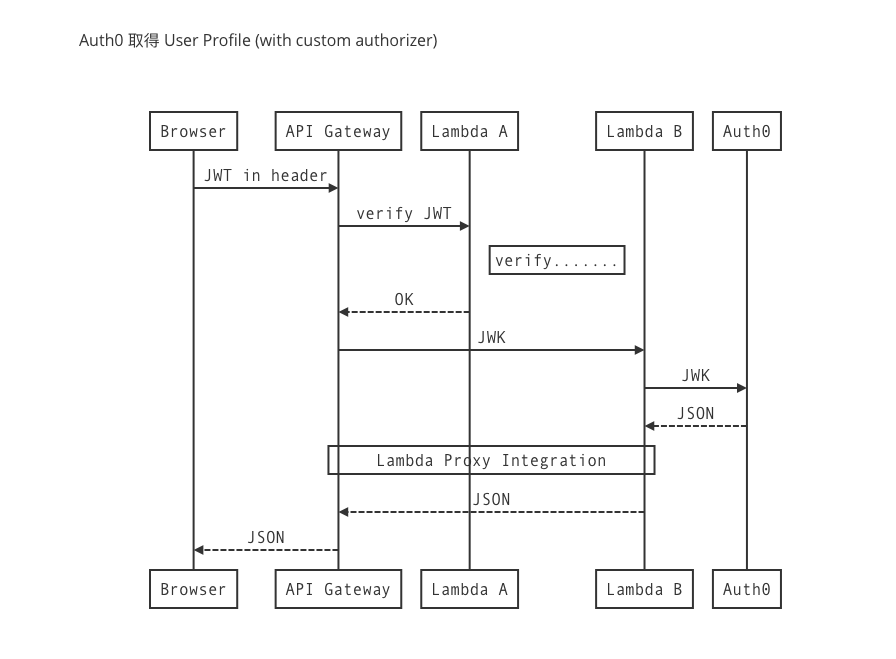 Auth0 取得 User Profile (with custom authorizer)
Browser API Gateway Lambda A Lambda B Auth0
JWT in header
verify JWT
verify.......
OK
JWK
JWK
JSON
Lambda Proxy Integration
JSON
JSON
Browser API Gateway Lambda A Lambda B Auth0